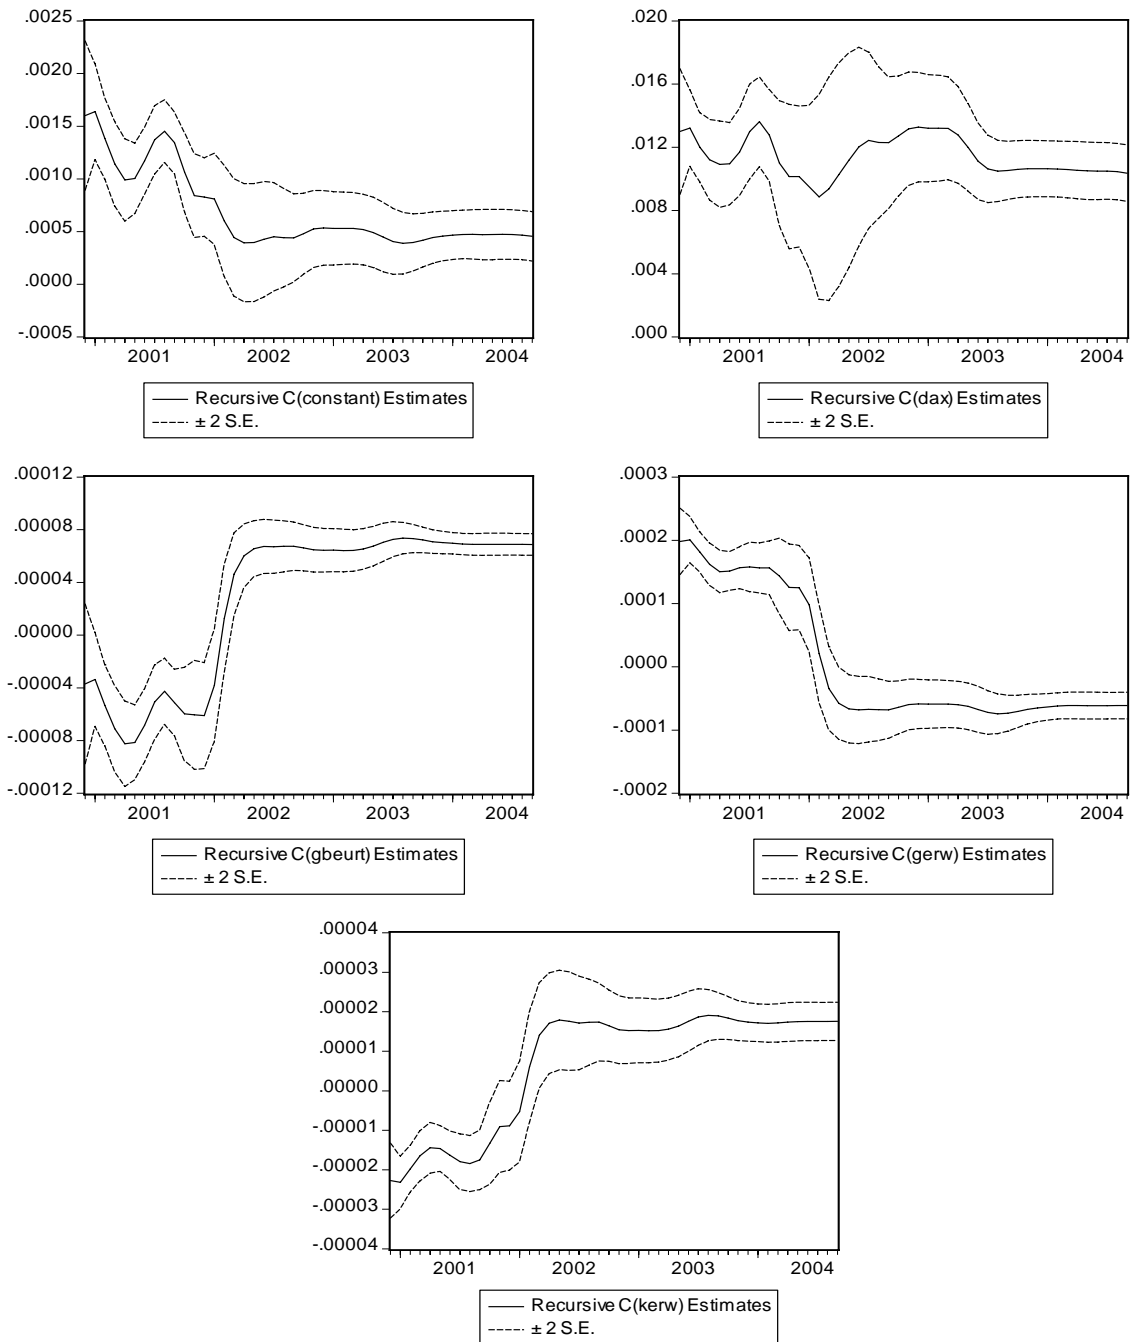 .0025
.0020
.0015
.0010
.0005
.0000
-.0005
2001 2002 2003 2004
Recursive C(constant) Estimates
± 2 S.E.
.020
.016
.012
.008
.004
.000
2001 2002 2003 2004
Recursive C(dax) Estimates
± 2 S.E.
.00012
.00008
.00004
.00000
-.00004
-.00008
-.00012
2001 2002 2003 2004
Recursive C(gbeurt) Estimates
± 2 S.E.
.0003
.0002
.0001
.0000
-.0001
-.0002
2001 2002 2003 2004
Recursive C(gerw) Estimates
± 2 S.E.
.00004
.00003
.00002
.00001
.00000
-.00001
-.00002
-.00003
-.00004
2001 2002 2003 2004
Recursive C(kerw) Estimates
± 2 S.E.